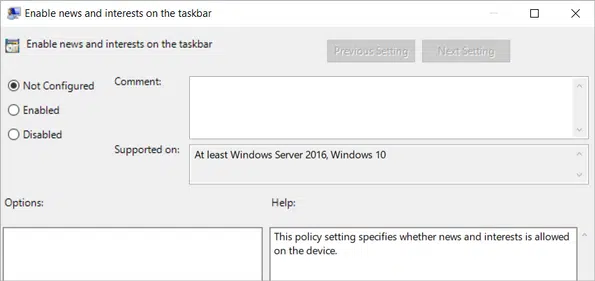 Enable news and interests on the taskbar
Enable news and interests on the taskbar
Previous Setting
Next Setting
Not Configured
Comment:
Enabled
Disabled
Supported on:
At least Windows Server 2016, Windows 10
Options:
Help:
This policy setting specifies whether news and interests is allowed
on the device.